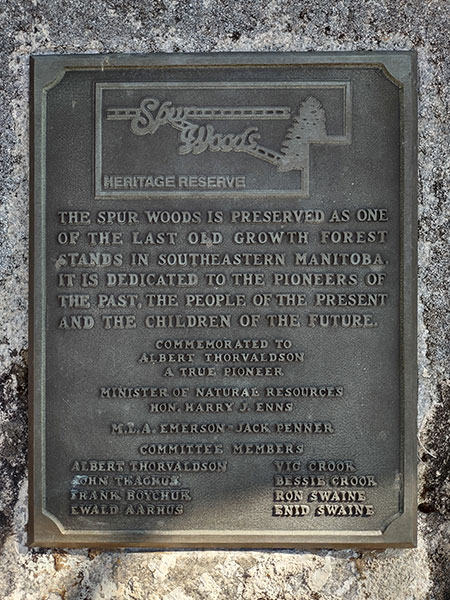 Spur
Woods
HERITAGE RESERVE
THE SPUR WOODS IS PRESERVED AS ONE
OF THE LAST OLD GROWTH FOREST
STANDS IN SOUTHEASTERN MANITOBA.
IT IS DEDICATED TO THE PIONEERS OF
THE PAST, THE PEOPLE OF THE PRESENT
AND THE CHILDREN OF THE FUTURE.
COMMEMORATED TO
ALBERT THORVALDSON
A TRUE PIONEER
MINISTER OF NATURAL RESOURCES
HON. HARRY J. ENNS
M.L.A. EMERSON JACK PENNER
COMMITTEE MEMBERS
ALBERT THORVALDSON VIC CROOK
JOHN BESSIE CROOK
FRANK BOYCHUK RON SWAINE
EWALD AARHUS ENID SWAINE